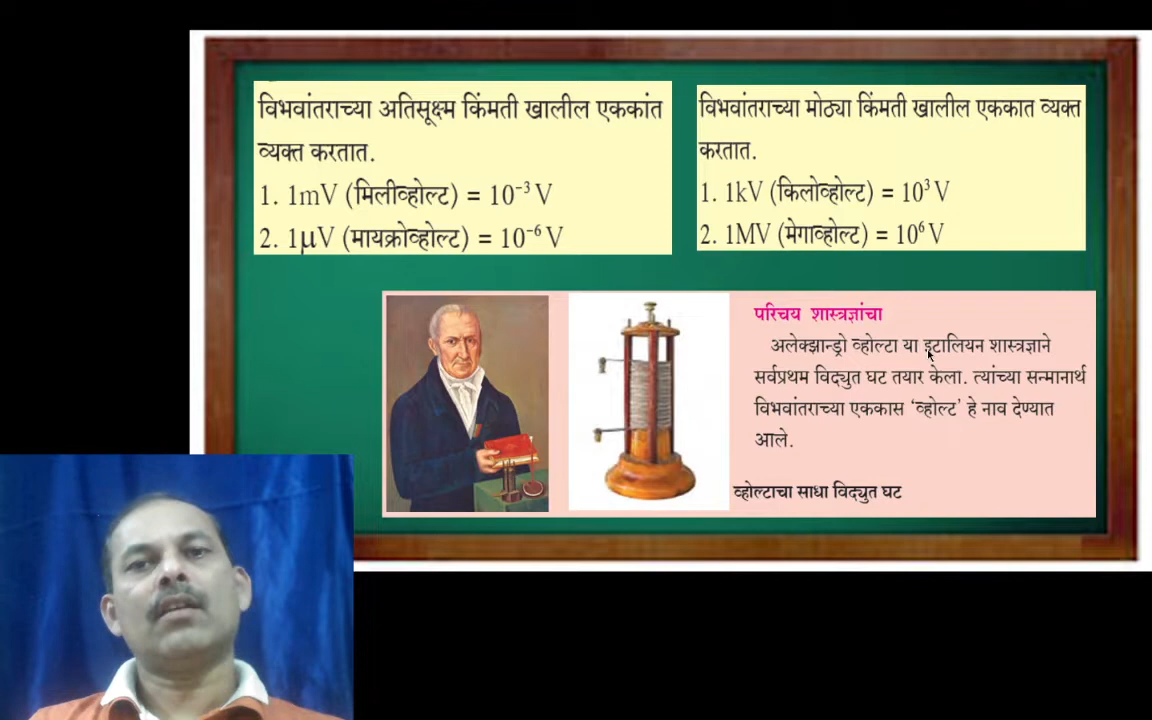 विभवांतराच्या अतिसूक्ष्म किंमती खालील एककांत
व्यक्त करतात.
1. 1mV (मिलीव्होल्ट) = 10⁻³ V
2. 1μV (मायक्रोव्होल्ट) = 10⁻⁶ V
विभवांतराच्या मोठ्या किंमती खालील एककात व्यक्त
करतात.
1. 1kV (किलोव्होल्ट) = 10³ V
2. 1MV (मेगाव्होल्ट) = 10⁶ V
परिचय शास्त्रज्ञांचा
अलेक्झान्ड्रो व्होल्टा या इटालियन शास्त्रज्ञाने
सर्वप्रथम विद्युत घट तयार केला. त्यांच्या सन्मानार्थ
विभवांतराच्या एककास ‘व्होल्ट’ हे नाव देण्यात
आले.
व्होल्टाचा साधा विद्युत घट